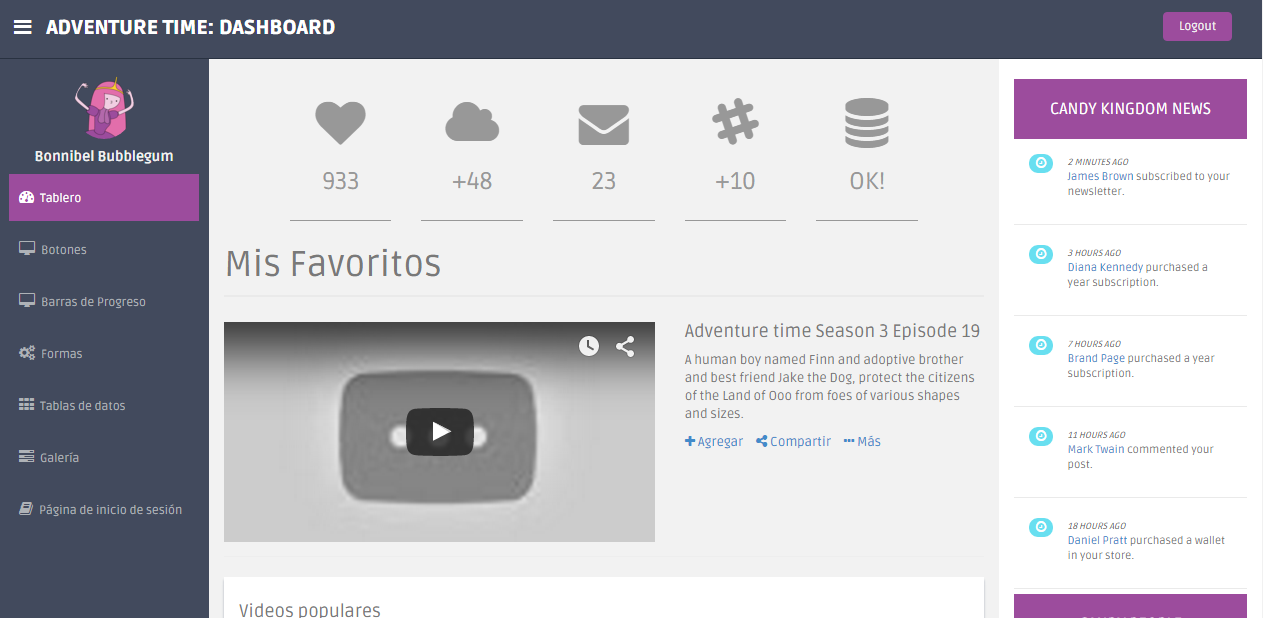 ADVENTURE TIME: DASHBOARD
Logout
Bonnibel Bubblegum
Tablero
Botones
Barras de Progreso
Formas
Tablas de datos
Galería
Página de inicio de sesión
933
+48
23
+10
OK!
Mis Favoritos
Adventure time Season 3 Episode 19
A human boy named Finn and adoptive brother
and best friend Jake the Dog, protect the citizens
of the Land of Ooo from foes of various shapes
and sizes.
Agregar Compartir Más
Videos populares
CANDY KINGDOM NEWS
2 MINUTES AGO
James Brown subscribed to your
newsletter.
3 HOURS AGO
Diana Kennedy purchased a
year subscription.
7 HOURS AGO
Brand Page purchased a year
subscription.
11 HOURS AGO
Mark Twain commented your
post.
18 HOURS AGO
Daniel Pratt purchased a wallet
in your store.